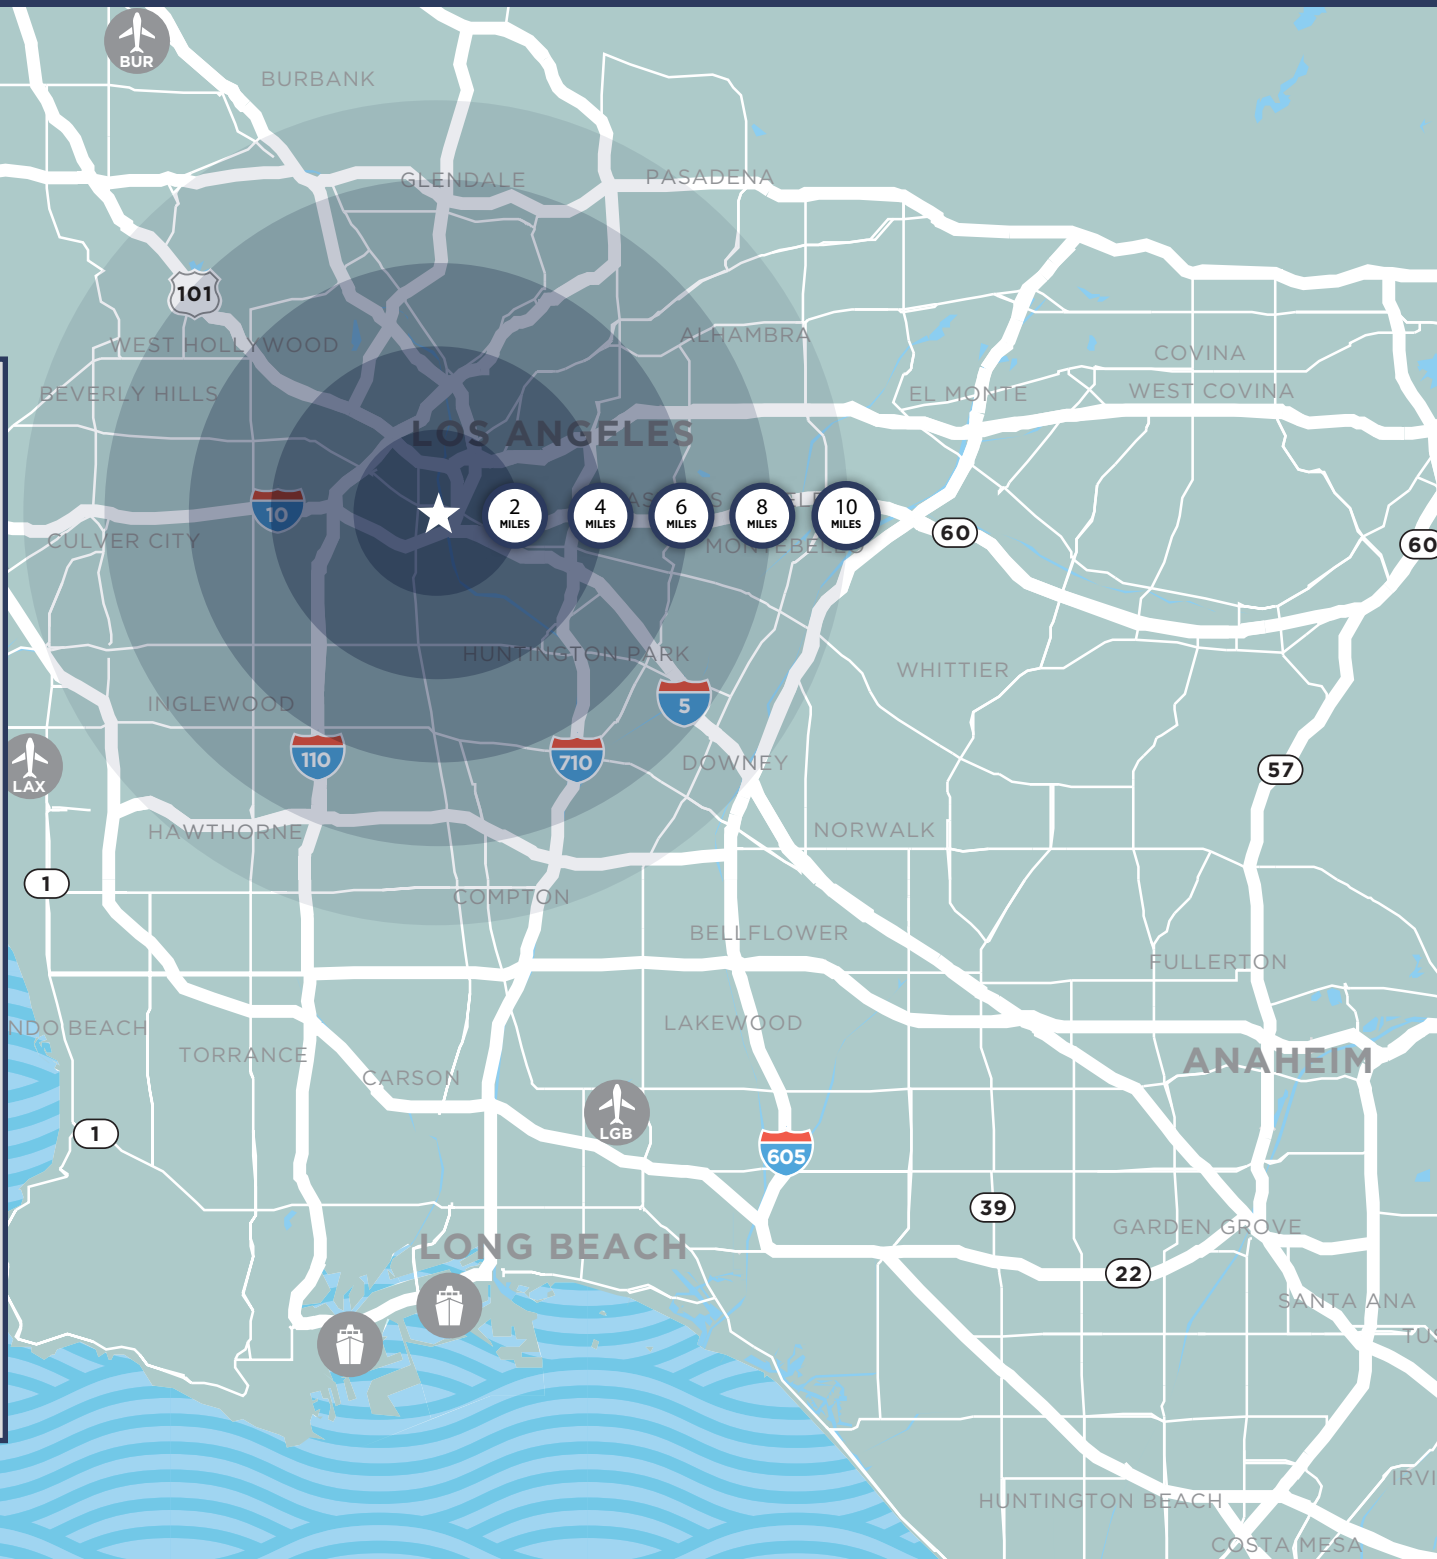 BUR
BURBANK
GLENDALE
PASADENA
101
WEST HOLLYWOOD
ALHAMBRA
COVINA
BEVERLY HILLS
EL MONTE
WEST COVINA
LOS ANGELES
10
2
MILES
4
MILES
6
MILES
8
MILES
10
MILES
60
60
CULVER CITY
MONTEBELLO
HUNTINGTON PARK
WHITTIER
INGLEWOOD
5
110
710
DOWNEY
57
LAX
HAWTHORNE
NORWALK
1
COMPTON
BELLFLOWER
FULLERTON
NDO BEACH
LAKEWOOD
TORRANCE
ANAHEIM
CARSON
LGB
1
605
39
GARDEN GROVE
LONG BEACH
22
SANTA ANA
TUS
IRVI
HUNTINGTON BEACH
COSTA MESA